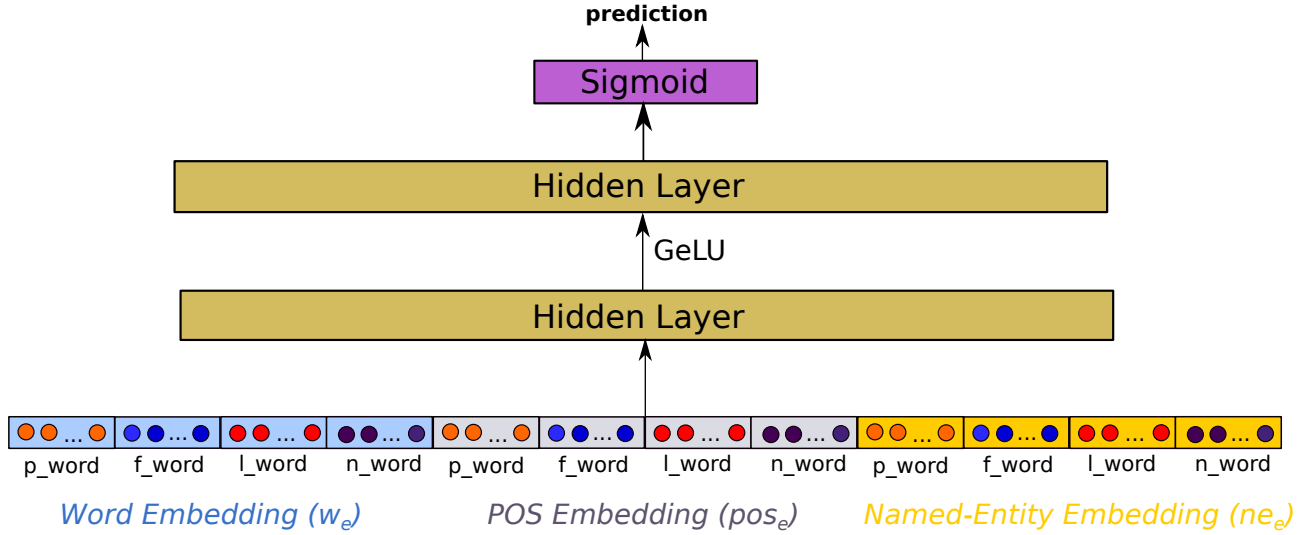 prediction
Sigmoid
Hidden Layer
GeLU
Hidden Layer
... ... ... ... ... ... ... ... ... ... ... ...
p_word f_word l_word n_word p_word f_word l_word n_word p_word f_word l_word n_word
Word Embedding (wₑ) POS Embedding (posₑ) Named-Entity Embedding (neₑ)